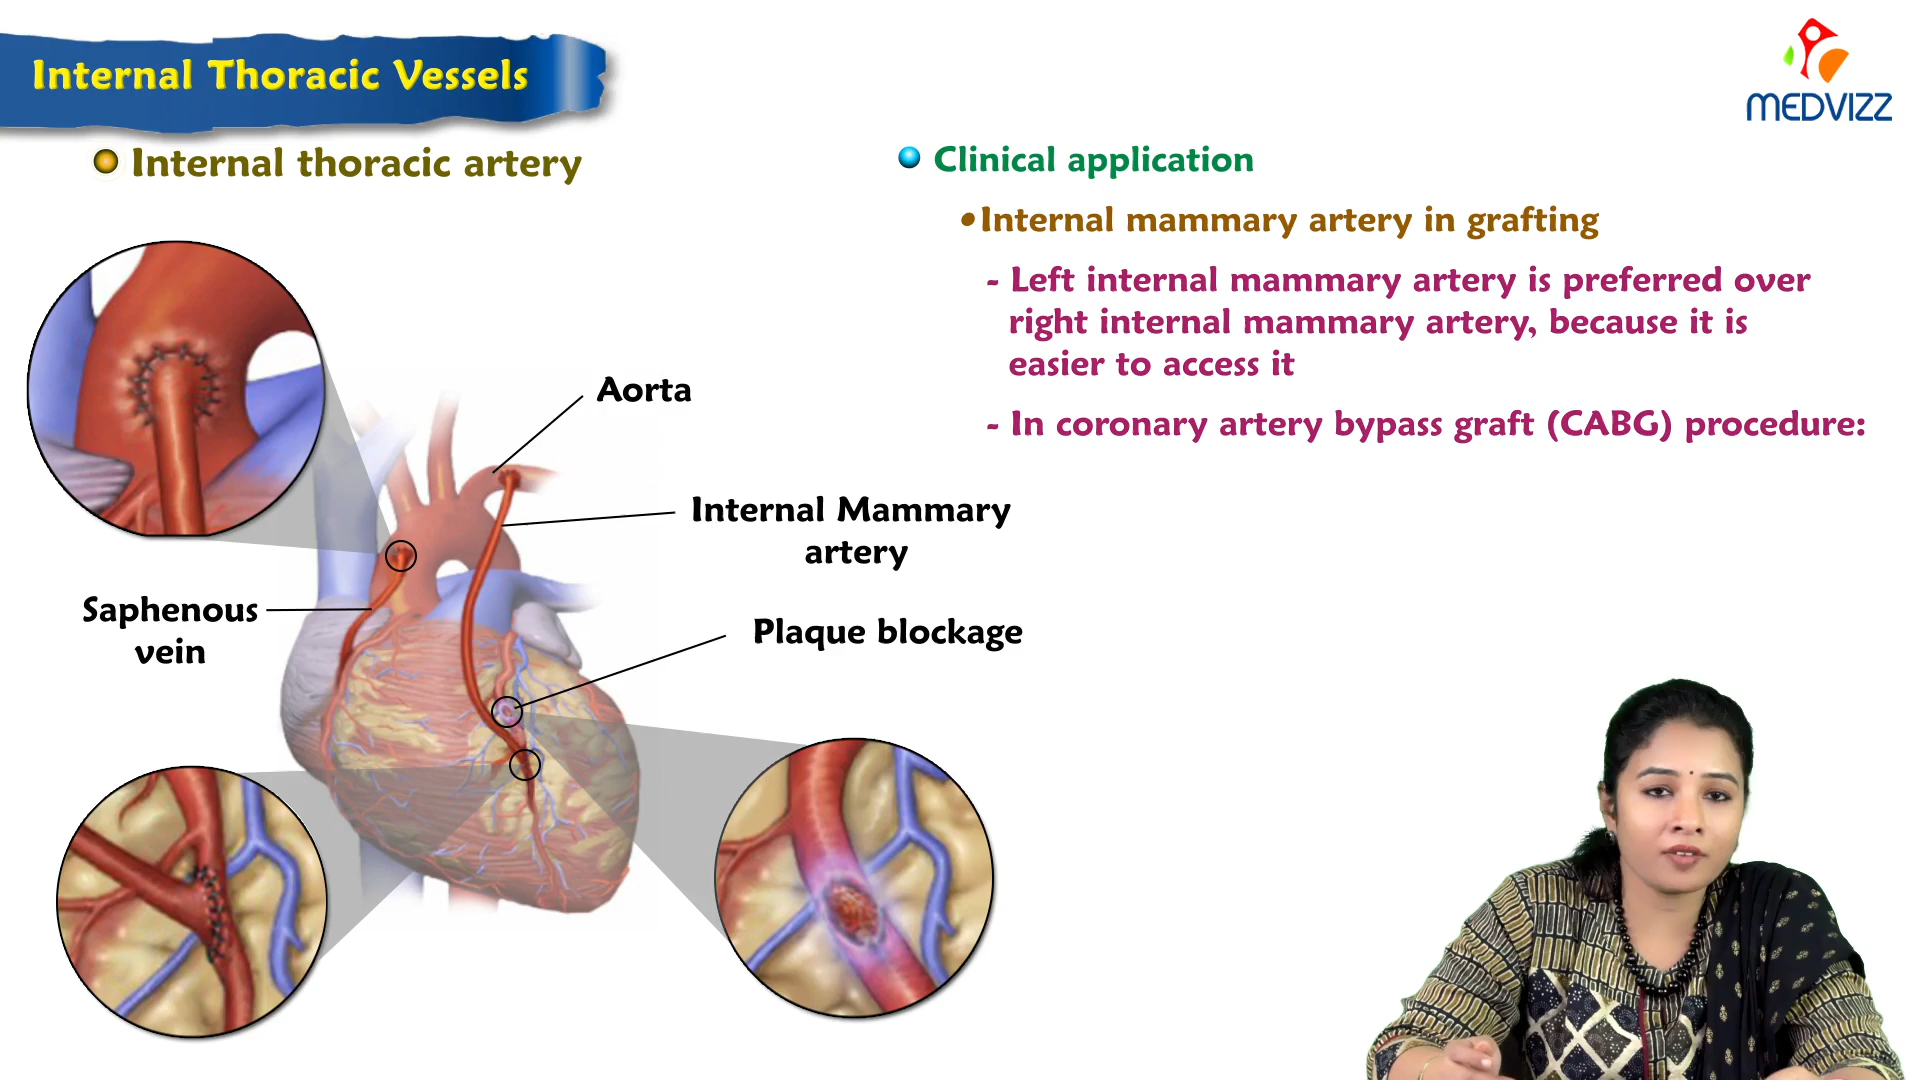 Internal Thoracic Vessels
MEDVIZZ
Internal thoracic artery
Clinical application
•Internal mammary artery in grafting
- Left internal mammary artery is preferred over
right internal mammary artery, because it is
easier to access it
- In coronary artery bypass graft (CABG) procedure:
Aorta
Internal Mammary
artery
Saphenous
vein
Plaque blockage